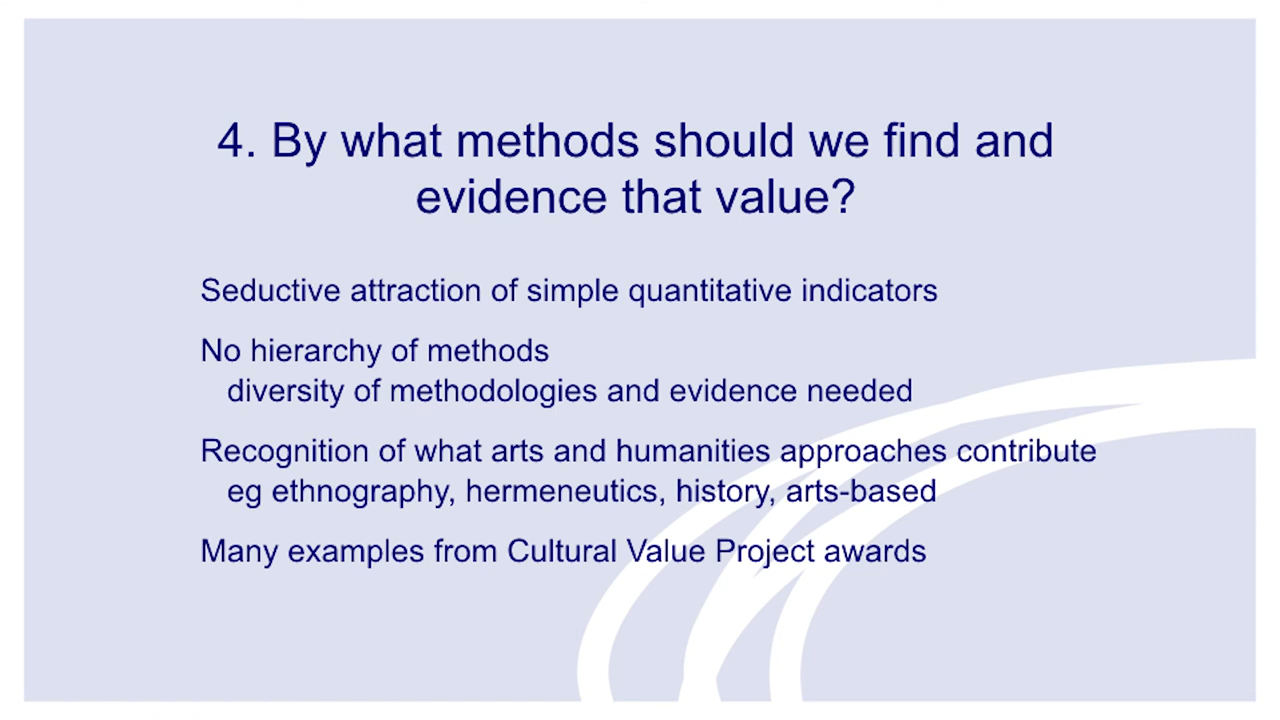 4. By what methods should we find and
evidence that value?
Seductive attraction of simple quantitative indicators
No hierarchy of methods
diversity of methodologies and evidence needed
Recognition of what arts and humanities approaches contribute
eg ethnography, hermeneutics, history, arts-based
Many examples from Cultural Value Project awards